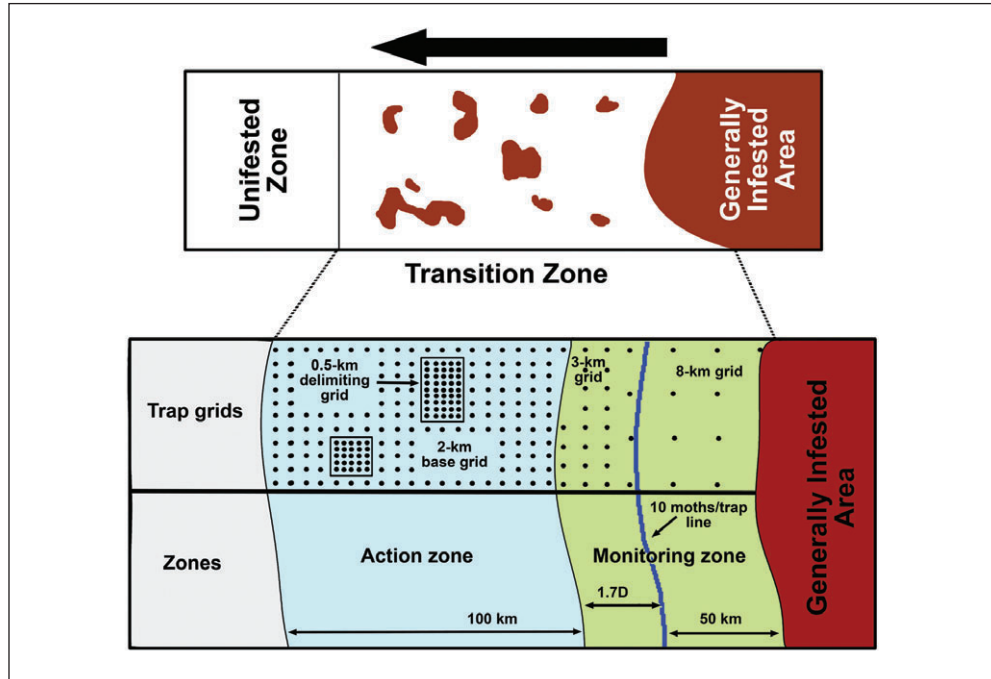 Unifested
Zone
Generally
Infested
Area
Transition Zone
Trap grids
0.5-km
delimiting
grid
2-km
base grid
3-km
grid
8-km grid
Generally Infested
Area
Zones
Action zone
10 moths/trap
line
Monitoring zone
1.7D
100 km
50 km